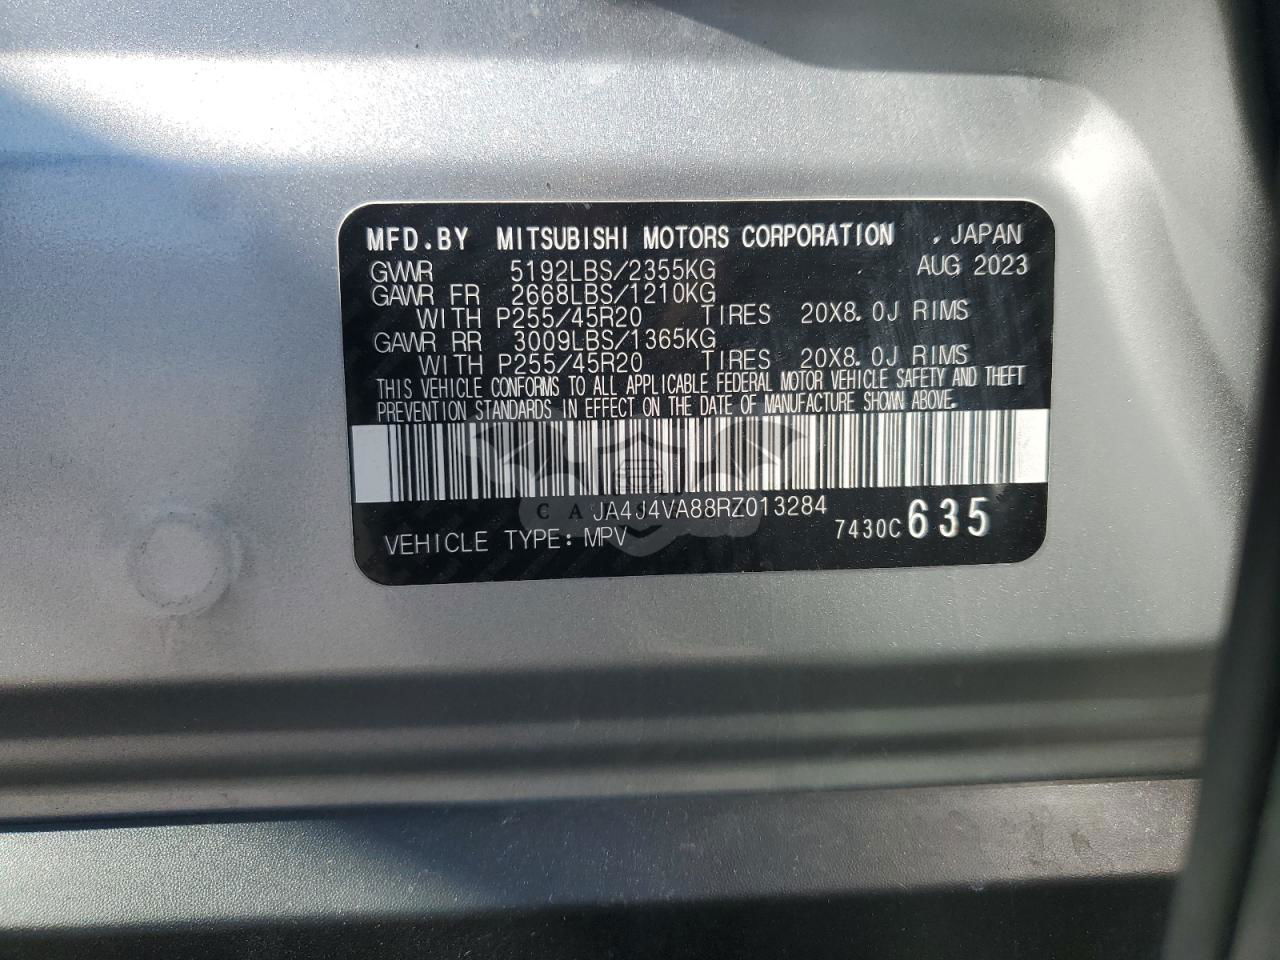 MFD.BY MITSUBISHI MOTORS CORPORATION , JAPAN
GVWR 5192LBS/2355KG AUG 2023
GAWR FR 2668LBS/1210KG
WITH P255/45R20 TIRES 20X8.0J RIMS
GAWR RR 3009LBS/1365KG
WITH P255/45R20 TIRES 20X8.0J RIMS
THIS VEHICLE CONFORMS TO ALL APPLICABLE FEDERAL MOTOR VEHICLE SAFETY AND THEFT
PREVENTION STANDARDS IN EFFECT ON THE DATE OF MANUFACTURE SHOWN ABOVE.
JA4J4VA88RZ013284
VEHICLE TYPE: MPV 7430C 635